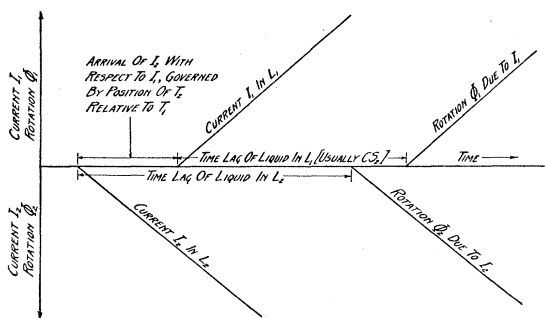 ARRIVAL OF I₂ WITH
RESPECT TO I₁ GOVERNED
BY POSITION OF T₂
RELATIVE TO T₁
CURRENT I₁
ROTATION Φ₁
CURRENT I₁ IN L₁
ROTATION Φ₁ DUE TO I₁
TIME LAG OF LIQUID IN L₁ [USUALLY CS₂]
TIME
TIME LAG OF LIQUID IN L₂
CURRENT I₂
ROTATION Φ₂
CURRENT I₂ IN L₂
ROTATION Φ₂ DUE TO I₂